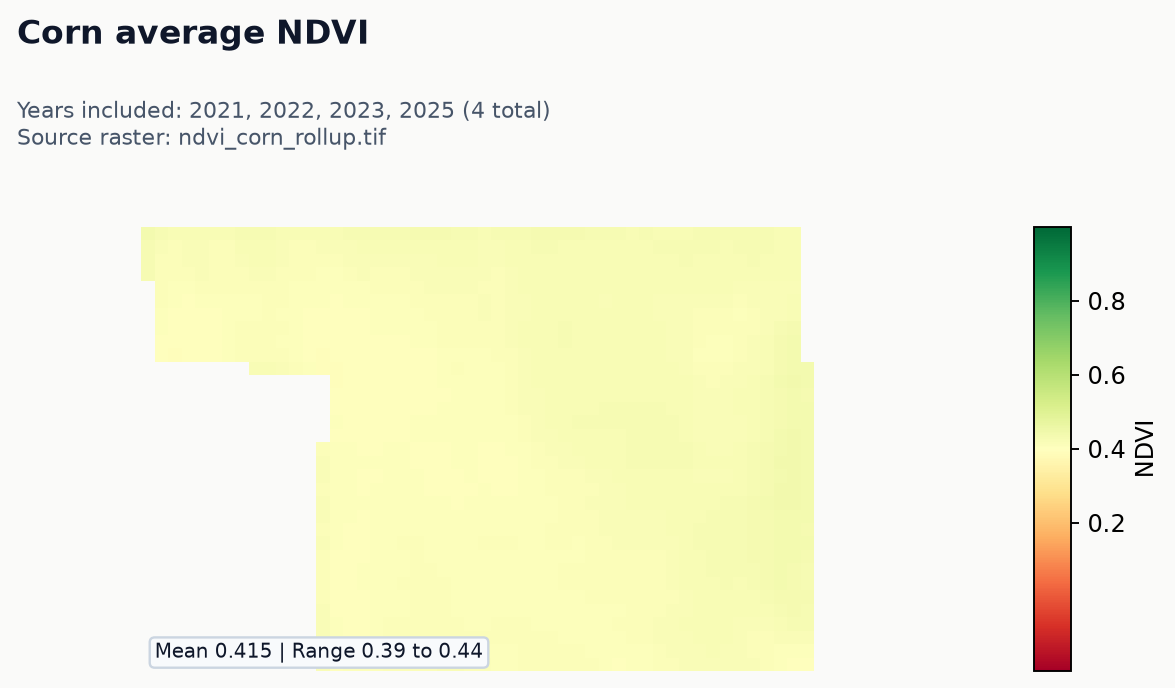 Corn average NDVI
Years included: 2021, 2022, 2023, 2025 (4 total)
Source raster: ndvi_corn_rollup.tif
0.8
0.6
0.4
0.2
NDVI
Mean 0.415 | Range 0.39 to 0.44